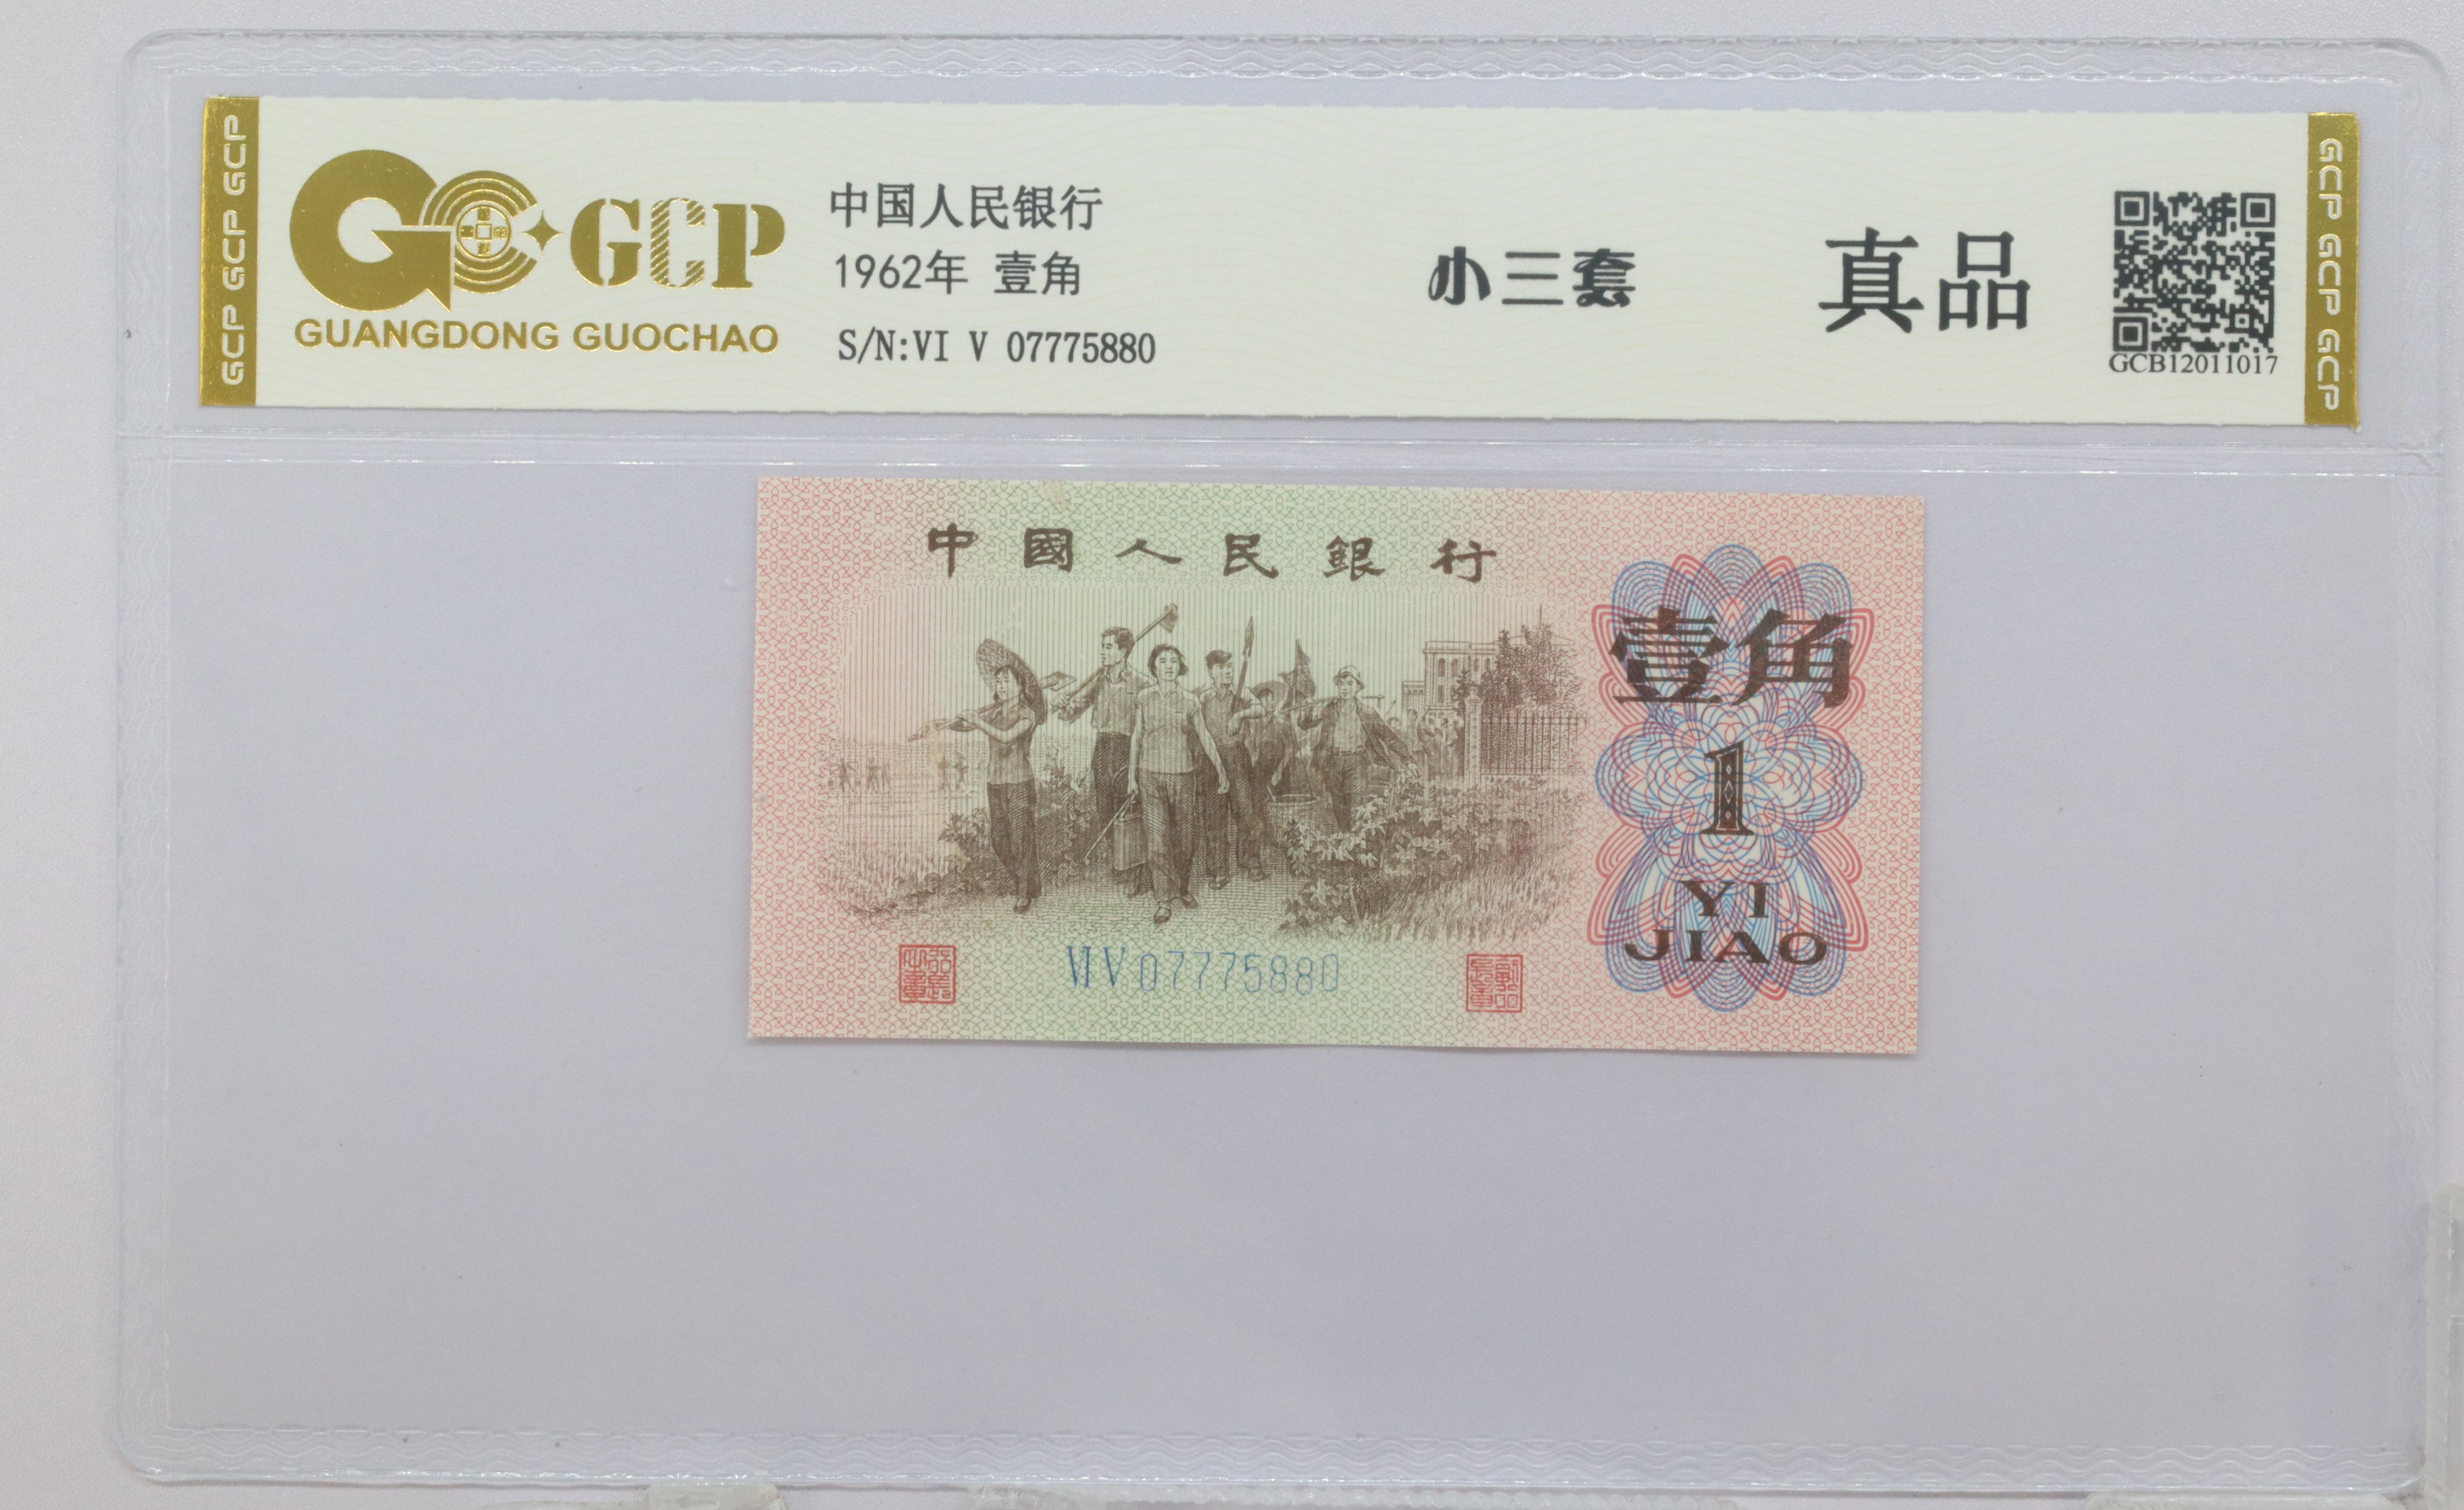 GCP GCP GCP
GCP
GUANGDONG GUOCHAO
中国人民银行
1962年 壹角
S/N:VI V 07775880
小三套
真品
GCB12011017
GCP GCP GCP
中國人民銀行
壹角
1
YI
JIAO
VI V 07775880